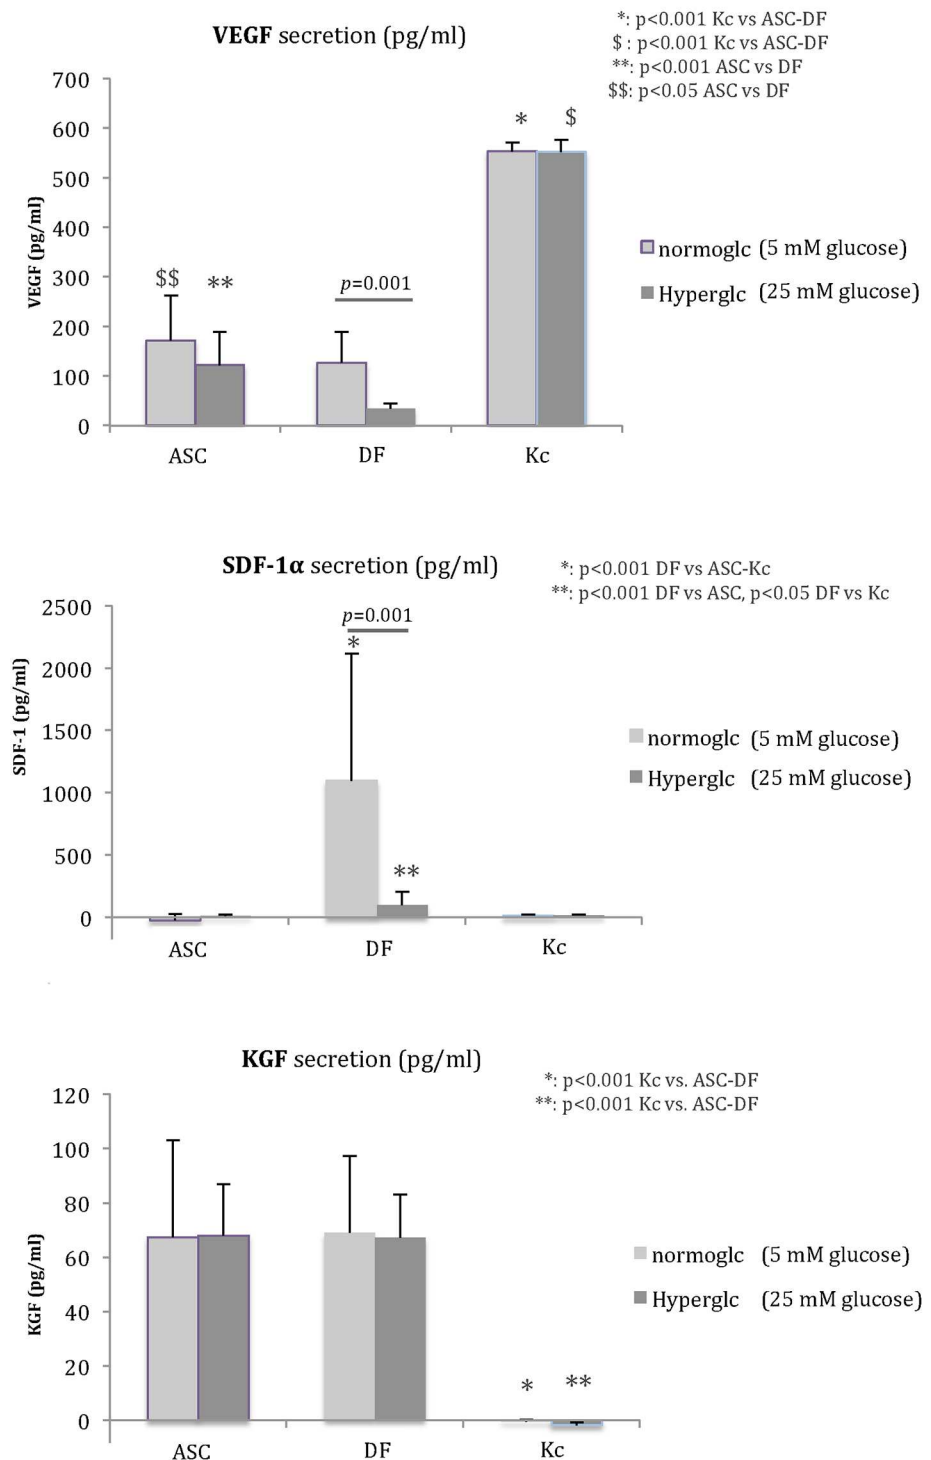 VEGF secretion (pg/ml)
*: p<0.001 Kc vs ASC-DF
$ : p<0.001 Kc vs ASC-DF
**: p<0.001 ASC vs DF
$$: p<0.05 ASC vs DF
VEGF (pg/ml)
700
600
500
400
300
200
100
0
$$
**
p=0.001
*
$
ASC
DF
Kc
normoglc (5 mM glucose)
Hyperglc (25 mM glucose)
SDF-1α secretion (pg/ml)
*: p<0.001 DF vs ASC-Kc
**: p<0.001 DF vs ASC, p<0.05 DF vs Kc
SDF-1 (pg/ml)
2500
2000
1500
1000
500
0
p=0.001
*
**
ASC
DF
Kc
normoglc (5 mM glucose)
Hyperglc (25 mM glucose)
KGF secretion (pg/ml)
*: p<0.001 Kc vs. ASC-DF
**: p<0.001 Kc vs. ASC-DF
KGF (pg/ml)
120
100
80
60
40
20
0
*
**
ASC
DF
Kc
normoglc (5 mM glucose)
Hyperglc (25 mM glucose)